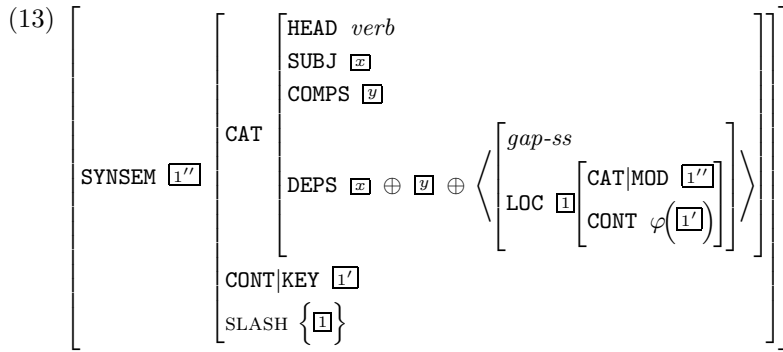 (13)
HEAD verb
SUBJ x
COMPS y
gap-ss
CAT
SYNSEM 1′′
DEPS x ⊕ y ⊕ ⟨ LOC 1 [ CAT|MOD 1′′
CONT φ(1′) ] ⟩
CONT|KEY 1′
SLASH {1}